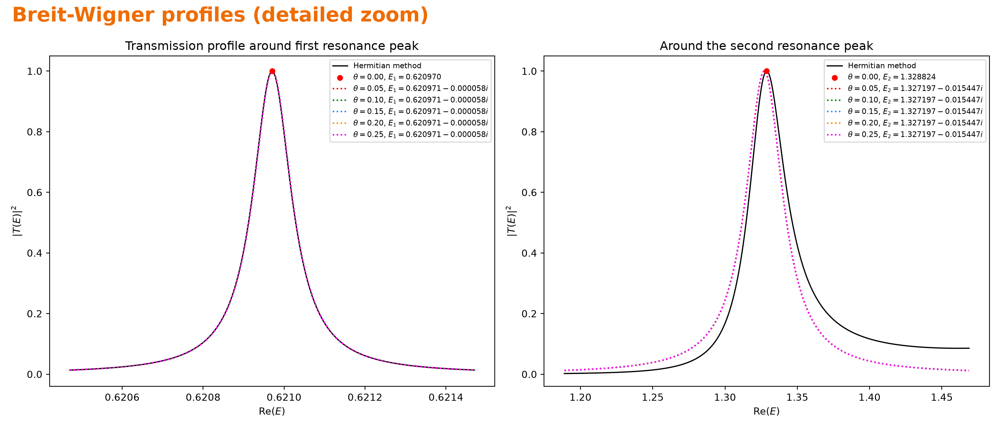 Breit-Wigner profiles (detailed zoom)
Transmission profile around first resonance peak
|T(E)|²
1.0
0.8
0.6
0.4
0.2
0.0
Hermitian method
θ = 0.00, E₁ = 0.620970
θ = 0.05, E₁ = 0.620971 − 0.000058i
θ = 0.10, E₁ = 0.620971 − 0.000058i
θ = 0.15, E₁ = 0.620971 − 0.000058i
θ = 0.20, E₁ = 0.620971 − 0.000058i
θ = 0.25, E₁ = 0.620971 − 0.000058i
0.6206 0.6208 0.6210 0.6212 0.6214
Re(E)
Around the second resonance peak
|T(E)|²
1.0
0.8
0.6
0.4
0.2
0.0
Hermitian method
θ = 0.00, E₂ = 1.328824
θ = 0.05, E₂ = 1.327197 − 0.015447i
θ = 0.10, E₂ = 1.327197 − 0.015447i
θ = 0.15, E₂ = 1.327197 − 0.015447i
θ = 0.20, E₂ = 1.327197 − 0.015447i
θ = 0.25, E₂ = 1.327197 − 0.015447i
1.20 1.25 1.30 1.35 1.40 1.45
Re(E)